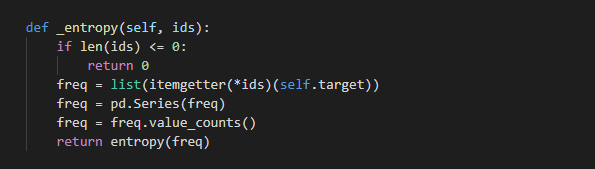 def _entropy(self, ids):
    if len(ids) <= 0:
        return 0
    freq = list(itemgetter(*ids)(self.target))
    freq = pd.Series(freq)
    freq = freq.value_counts()
    return entropy(freq)